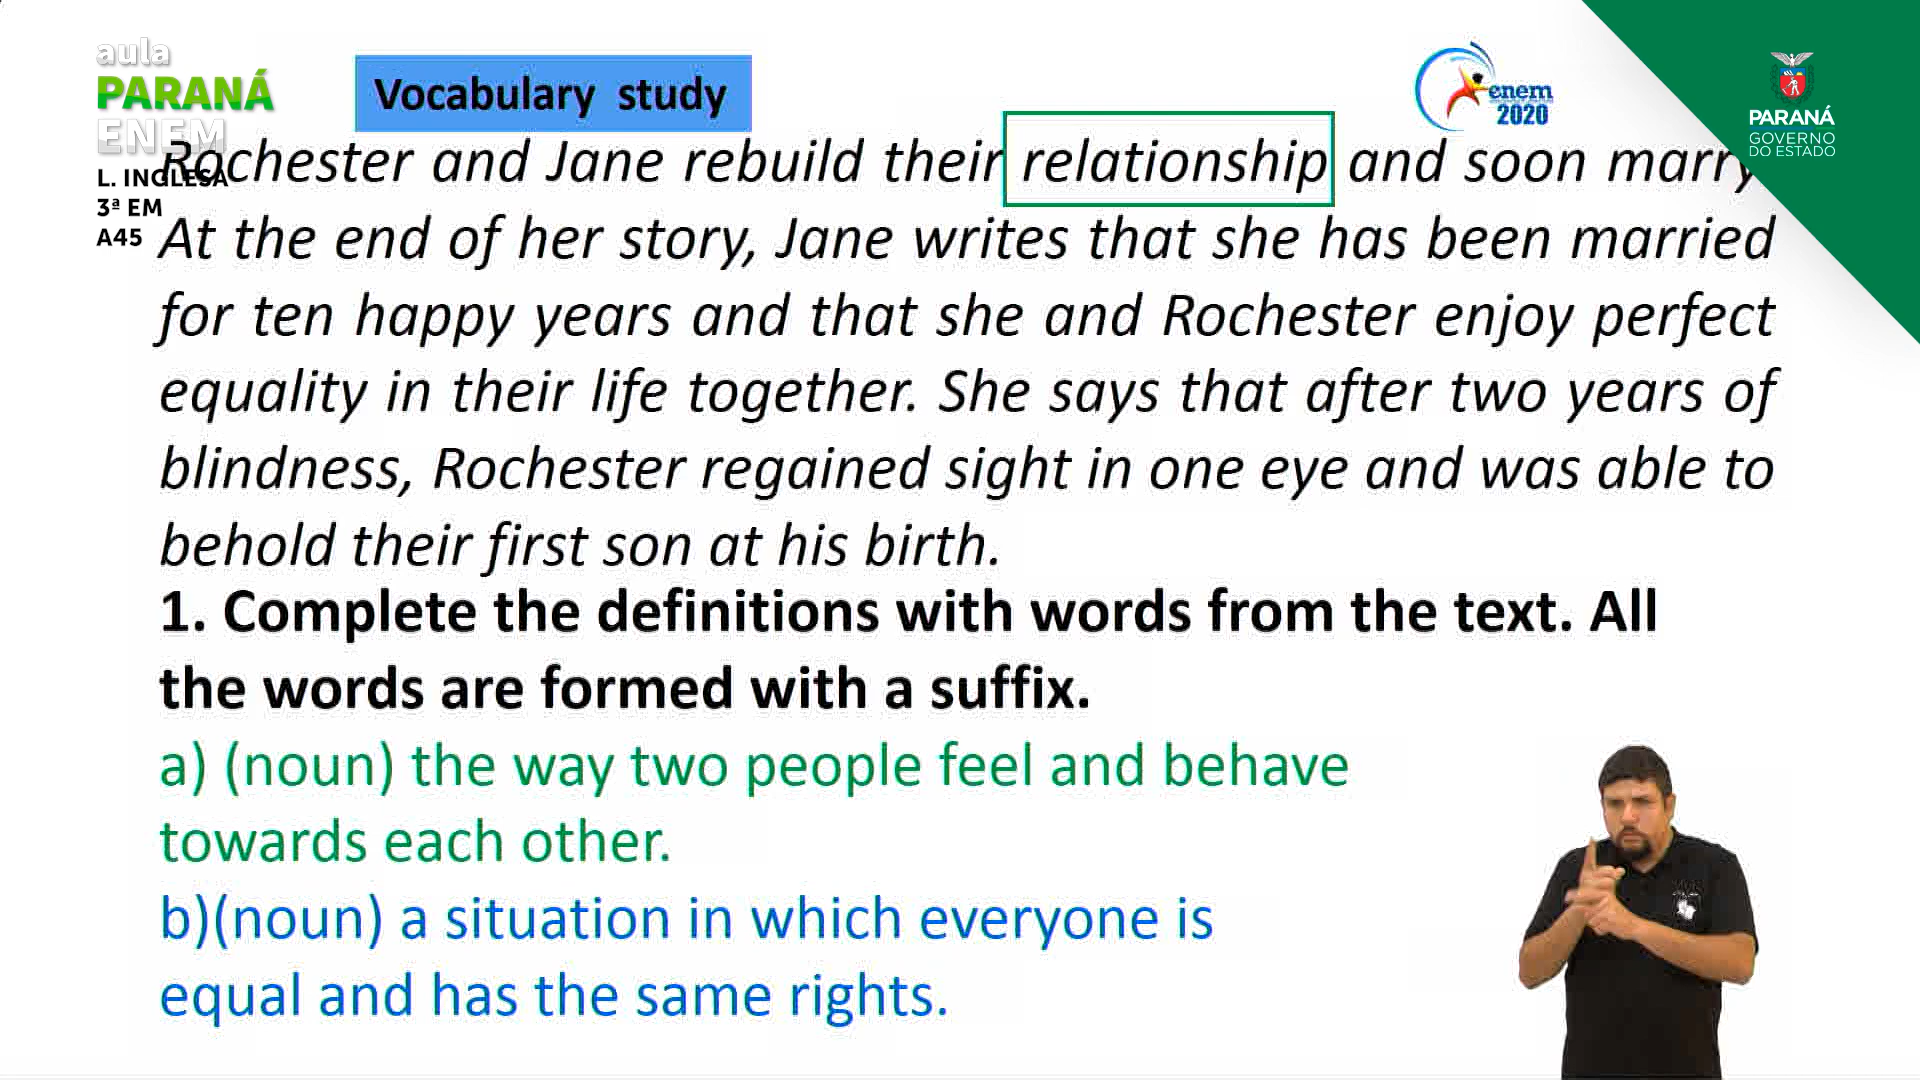 aula
PARANÁ
ENEM
L. INGLESA
3ª EM
A45
Vocabulary study
enem
2020
PARANÁ
GOVERNO
DO ESTADO
Rochester and Jane rebuild their relationship and soon marry.
At the end of her story, Jane writes that she has been married
for ten happy years and that she and Rochester enjoy perfect
equality in their life together. She says that after two years of
blindness, Rochester regained sight in one eye and was able to
behold their first son at his birth.
1. Complete the definitions with words from the text. All
the words are formed with a suffix.
a) (noun) the way two people feel and behave
towards each other.
b)(noun) a situation in which everyone is
equal and has the same rights.